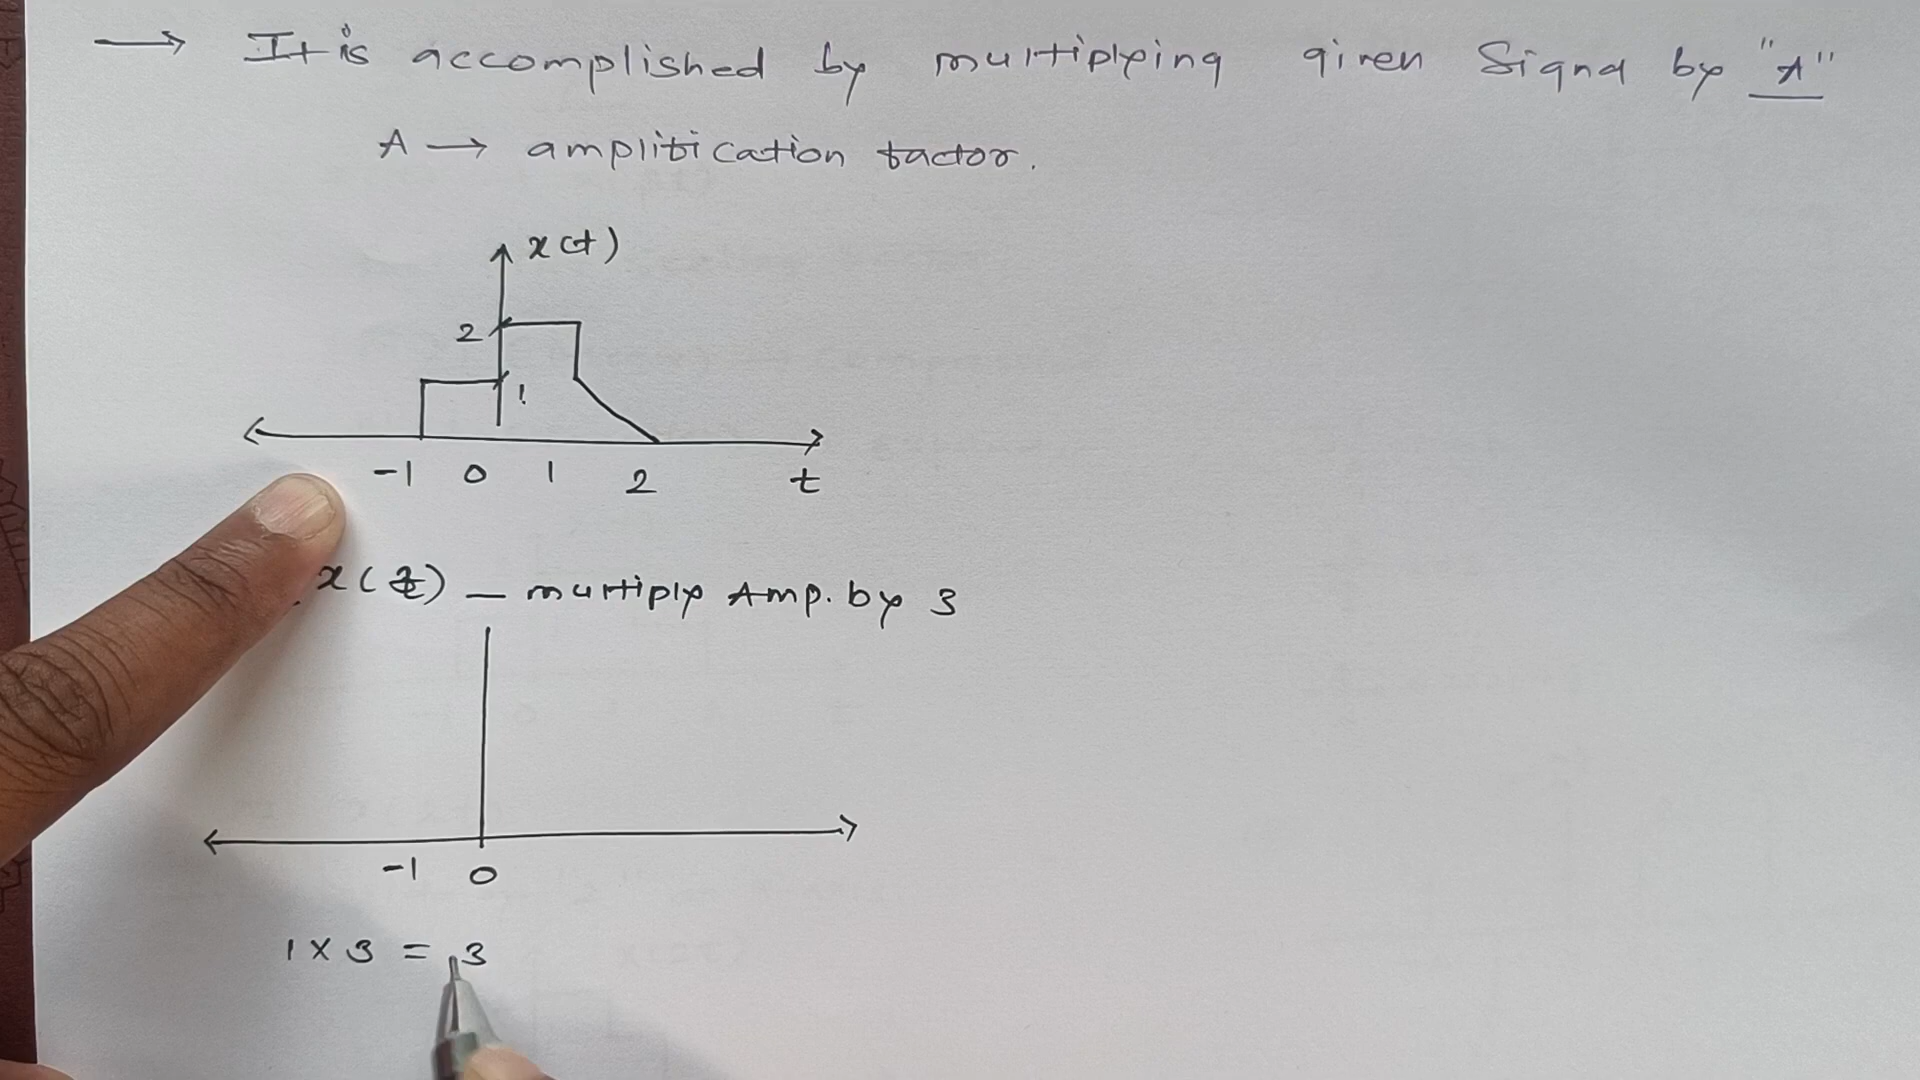 → It is accomplished by multiplying given Signal by "A"
A → amplification factor.
x(t)
2
1
-1 0 1 2 t
x(t) — multiply Amp. by 3
-1 0
1 × 3 = 3